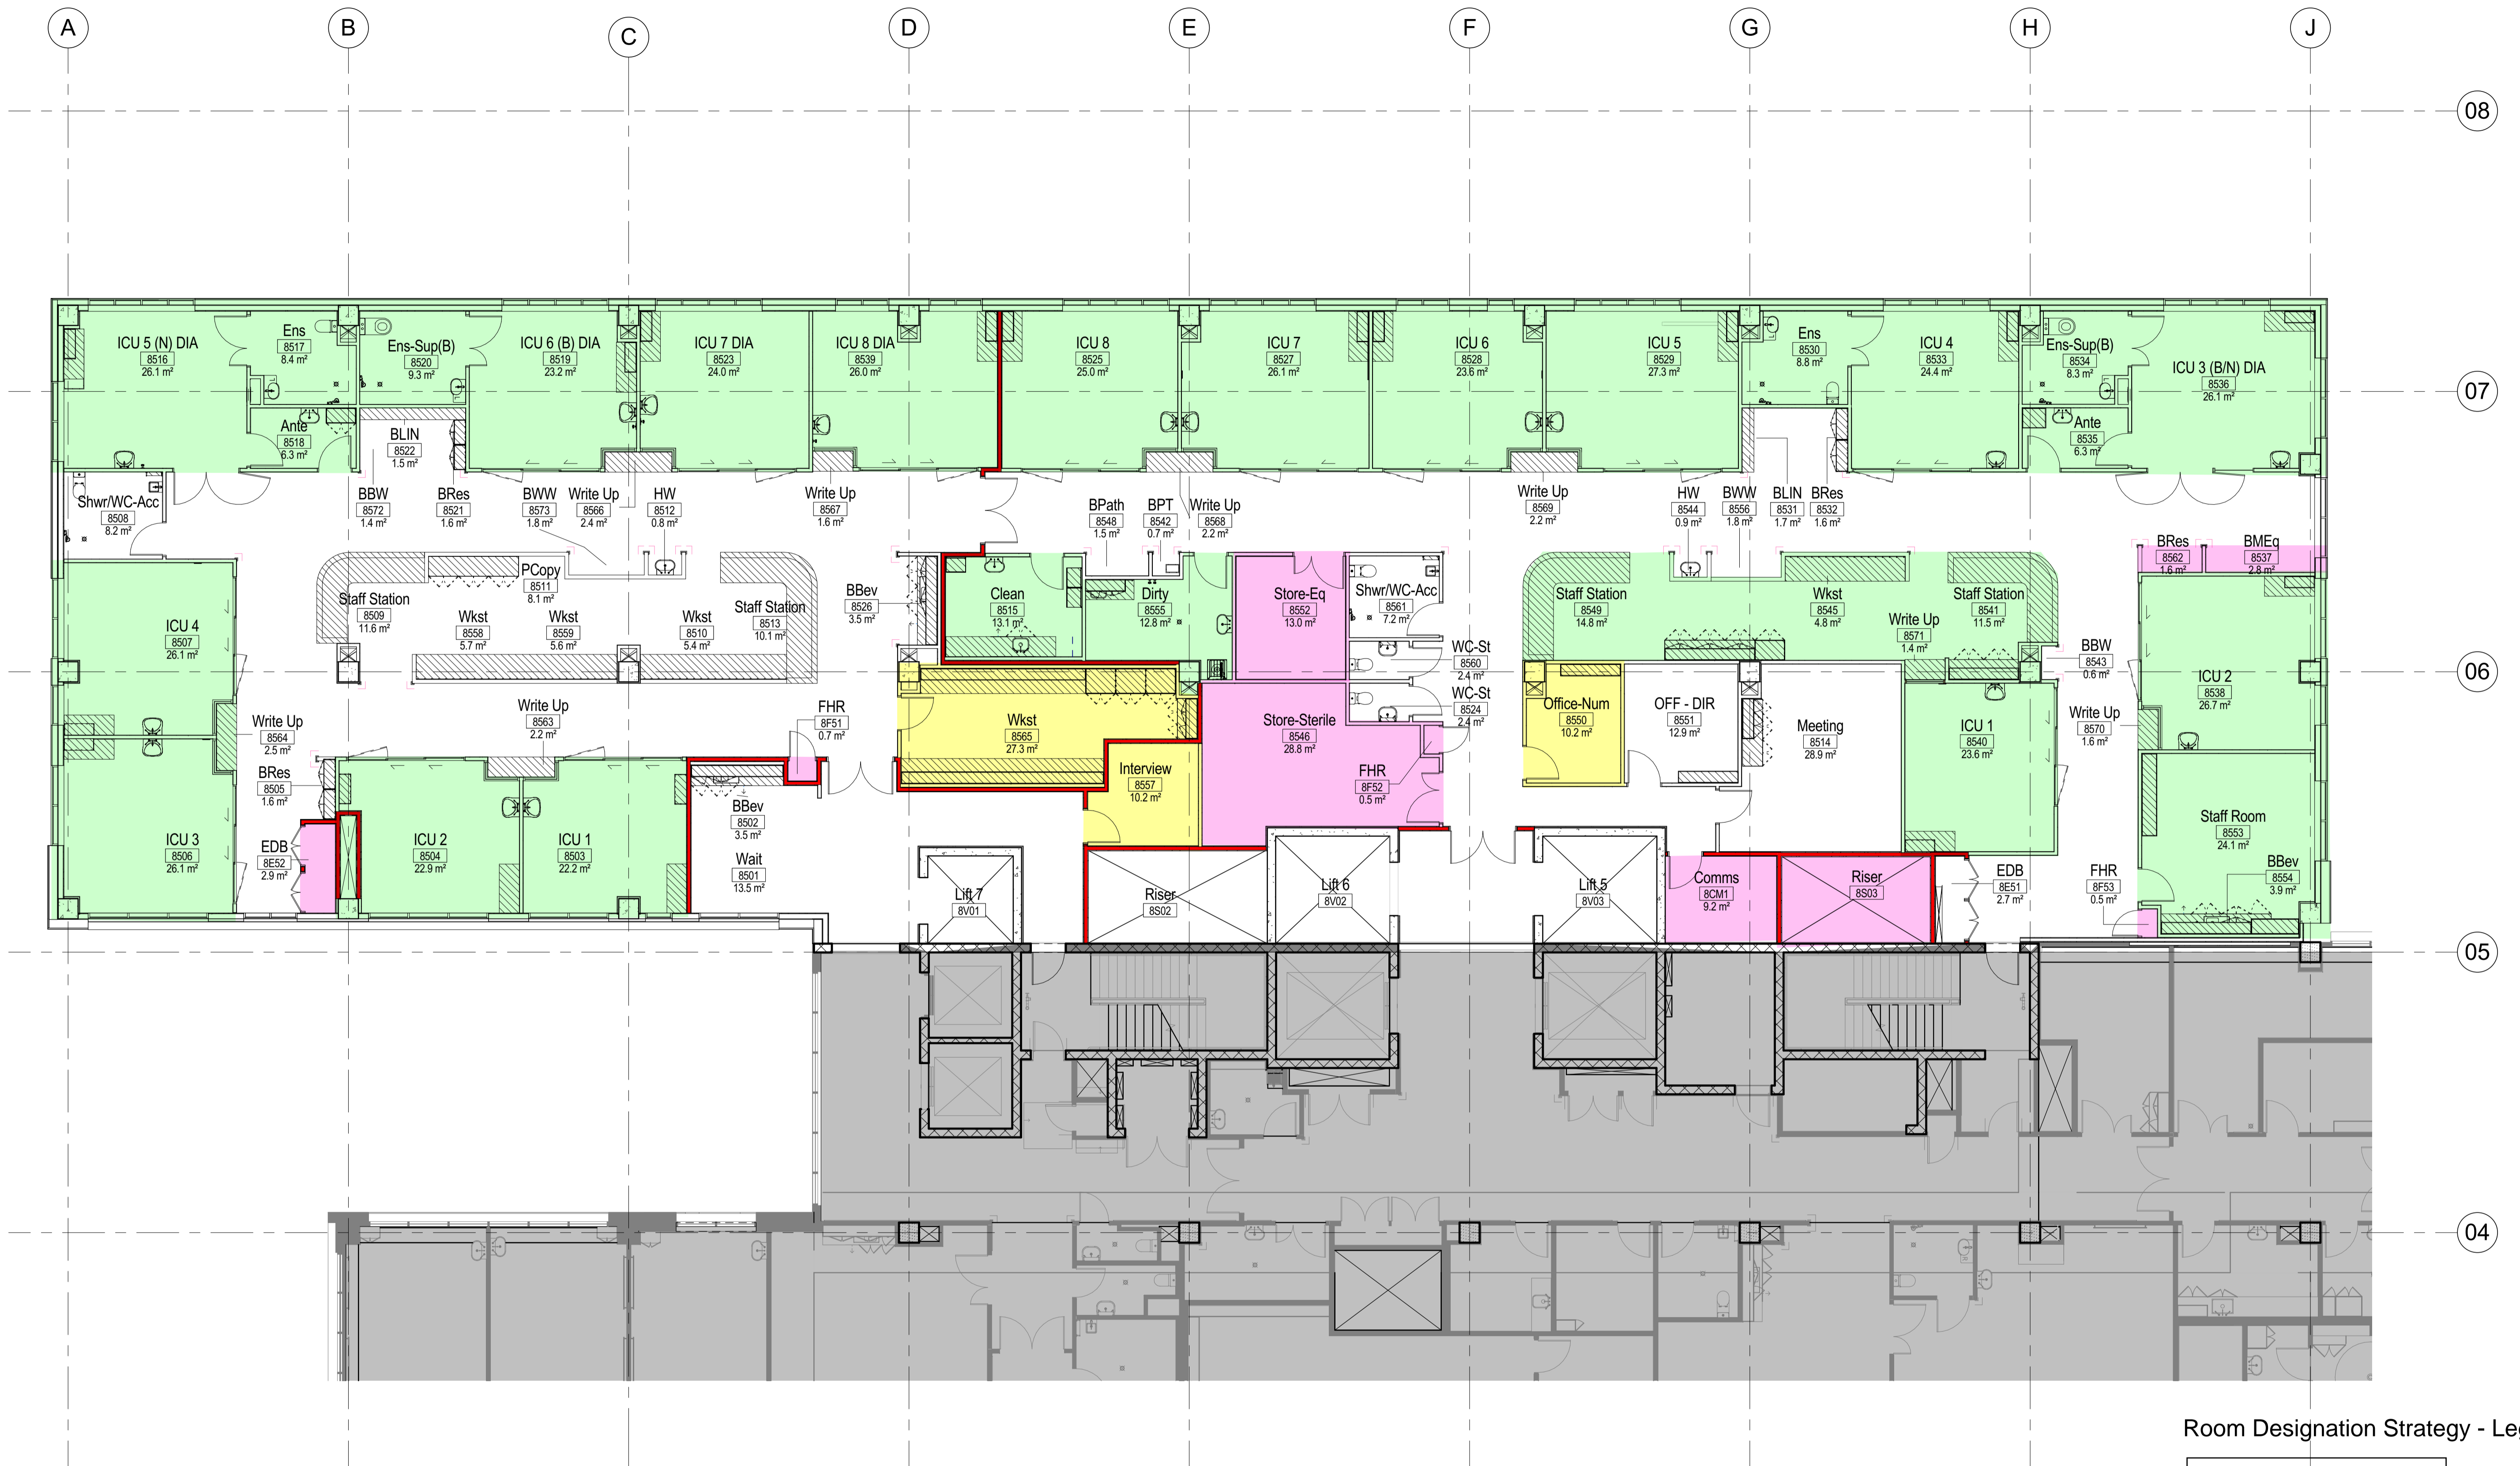 A
B
C
D
E
F
G
H
J
08
ICU 5 (N) DIA
8516
26.1 m²
Ens
8517
8.4 m²
Ens-Sup(B)
8520
9.3 m²
ICU 6 (B) DIA
8519
23.2 m²
ICU 7 DIA
8523
24.0 m²
ICU 8 DIA
8539
26.0 m²
ICU 8
8525
25.0 m²
ICU 7
8527
26.1 m²
ICU 6
8528
23.6 m²
ICU 5
8529
27.3 m²
Ens
8530
8.8 m²
ICU 4
8533
24.4 m²
Ens-Sup(B)
8534
8.3 m²
ICU 3 (B/N) DIA
8536
26.1 m²
07
Ante
8518
6.3 m²
BLIN
8522
1.5 m²
Ante
8535
6.3 m²
Shwr/WC-Acc
8508
8.2 m²
BBW
8572
1.4 m²
BRes
8521
1.6 m²
BWW
8573
1.8 m²
Write Up
8566
2.4 m²
HW
8512
0.8 m²
Write Up
8567
1.6 m²
BPath
8548
1.5 m²
BPT
8542
0.7 m²
Write Up
8568
2.2 m²
Write Up
8569
2.2 m²
HW
8544
0.9 m²
BWW
8556
1.8 m²
BLIN
8531
1.7 m²
BRes
8532
1.6 m²
BRes
8562
1.6 m²
BMEq
8537
2.8 m²
ICU 4
8507
26.1 m²
Staff Station
8509
11.6 m²
PCopy
8511
8.1 m²
Wkst
8558
5.7 m²
Wkst
8559
5.6 m²
Wkst
8510
5.4 m²
Staff Station
8513
10.1 m²
BBev
8526
3.5 m²
Clean
8515
13.1 m²
Dirty
8555
12.8 m²
Store-Eq
8552
13.0 m²
Shwr/WC-Acc
8561
7.2 m²
WC-St
8560
2.4 m²
WC-St
8524
2.4 m²
Staff Station
8549
14.8 m²
Wkst
8545
4.8 m²
Staff Station
8541
11.5 m²
Write Up
8571
1.4 m²
BBW
8543
0.6 m²
ICU 2
8538
26.7 m²
06
Write Up
8564
2.5 m²
Write Up
8563
2.2 m²
FHR
8F51
0.7 m²
Wkst
8565
27.3 m²
Store-Sterile
8546
28.8 m²
Office-Num
8550
10.2 m²
OFF - DIR
8551
12.9 m²
Meeting
8514
28.9 m²
ICU 1
8540
23.6 m²
Write Up
8570
1.6 m²
BRes
8505
1.6 m²
BBev
8502
3.5 m²
Interview
8557
10.2 m²
FHR
8F52
0.5 m²
ICU 3
8506
26.1 m²
EDB
8E52
2.9 m²
ICU 2
8504
22.9 m²
ICU 1
8503
22.2 m²
Wait
8501
13.5 m²
Lift 7
8V01
Riser
8S02
Lift 6
8V02
Lift 5
8V03
Comms
8CM1
9.2 m²
Riser
8S03
EDB
8E51
2.7 m²
FHR
8F53
0.5 m²
Staff Room
8553
24.1 m²
BBev
8554
3.9 m²
05
04
Room Designation Strategy - Le